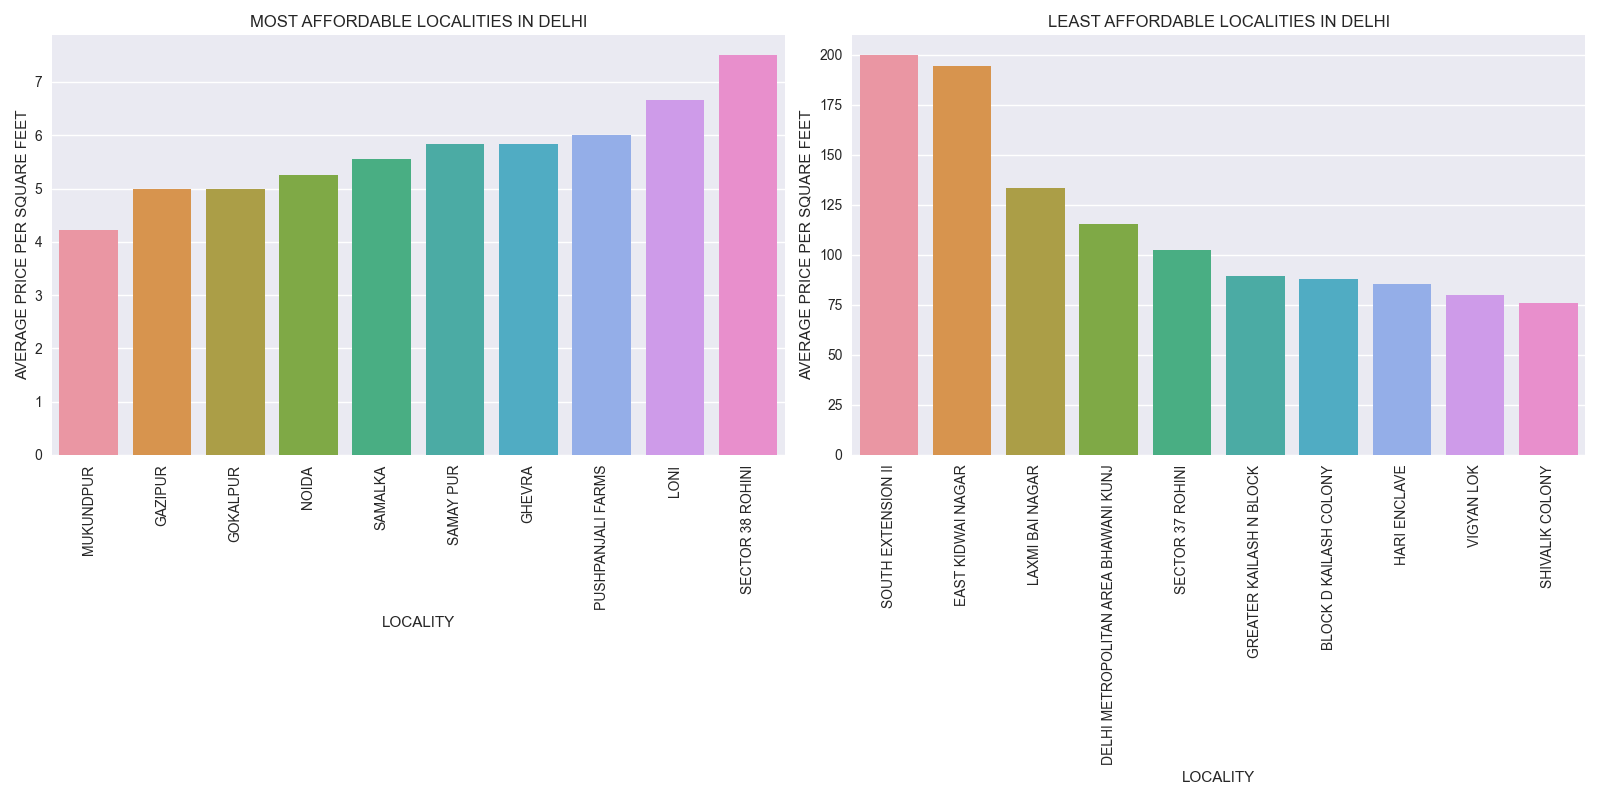 MOST AFFORDABLE LOCALITIES IN DELHI
AVERAGE PRICE PER SQUARE FEET
7
6
5
4
3
2
1
0
MUKUNDPUR
GAZIPUR
GOKALPUR
NOIDA
SAMALKA
SAMAY PUR
GHEVRA
PUSHPANJALI FARMS
LONI
SECTOR 38 ROHINI
LOCALITY
LEAST AFFORDABLE LOCALITIES IN DELHI
AVERAGE PRICE PER SQUARE FEET
200
175
150
125
100
75
50
25
0
SOUTH EXTENSION II
EAST KIDWAI NAGAR
LAXMI BAI NAGAR
DELHI METROPOLITAN AREA BHAWANI KUNJ
SECTOR 37 ROHINI
GREATER KAILASH N BLOCK
BLOCK D KAILASH COLONY
HARI ENCLAVE
VIGYAN LOK
SHIVALIK COLONY
LOCALITY